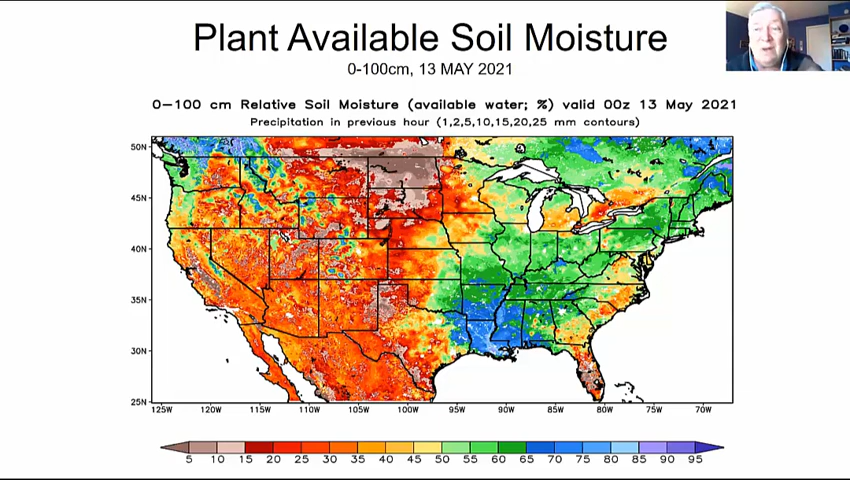 Plant Available Soil Moisture
0-100cm, 13 MAY 2021
0-100 cm Relative Soil Moisture (available water; %) valid 00z 13 May 2021
Precipitation in previous hour (1,2,5,10,15,20,25 mm contours)
50N
45N
40N
35N
30N
25N
125W 120W 115W 110W 105W 100W 95W 90W 85W 80W 75W 70W
5 10 15 20 25 30 35 40 45 50 55 60 65 70 75 80 85 90 95